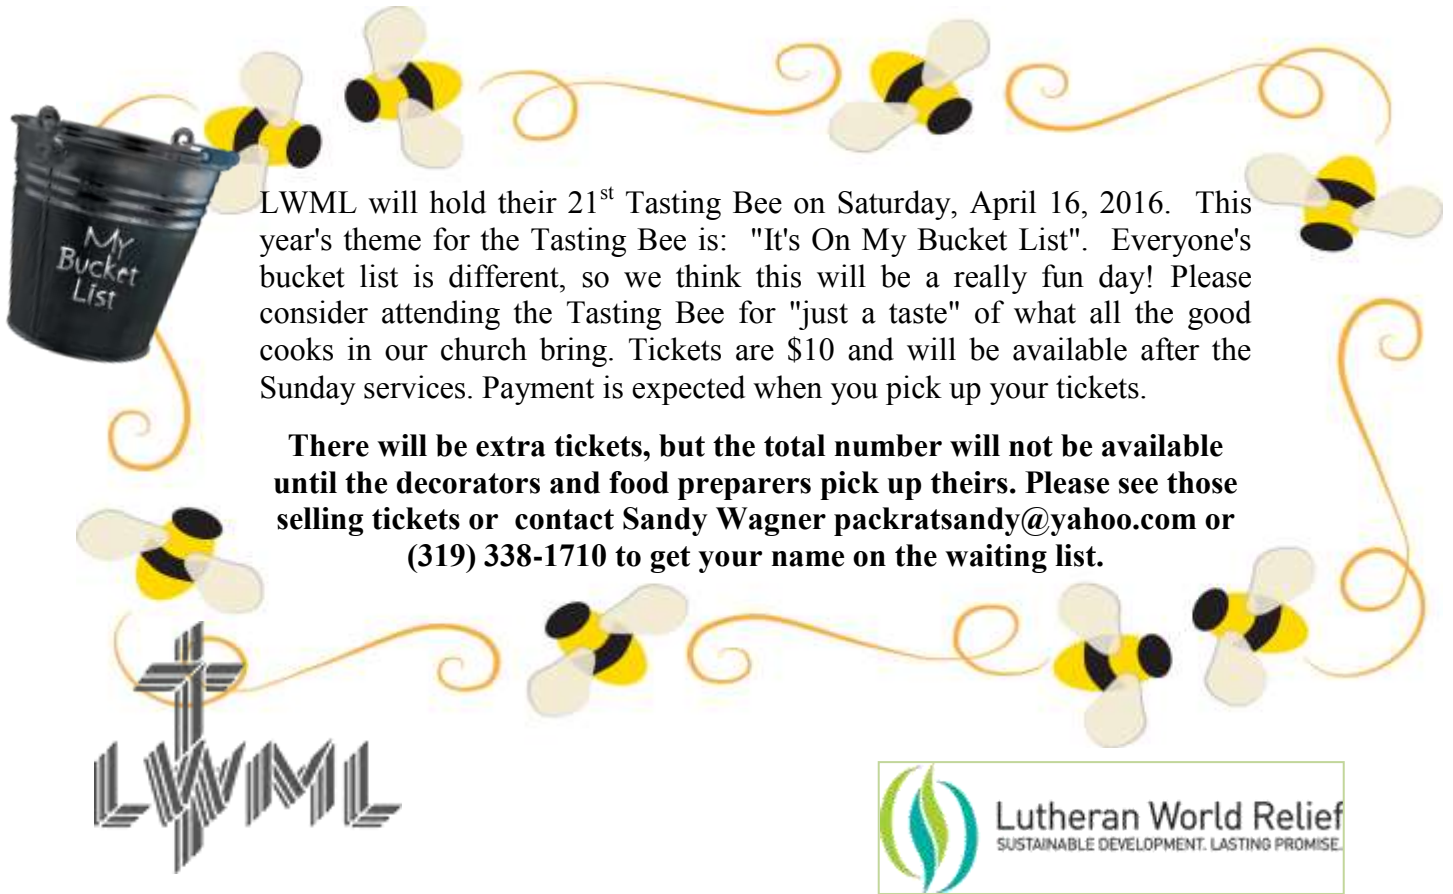 My
Bucket
List
LWML will hold their 21st Tasting Bee on Saturday, April 16, 2016. This
year's theme for the Tasting Bee is: "It's On My Bucket List". Everyone's
bucket list is different, so we think this will be a really fun day! Please
consider attending the Tasting Bee for "just a taste" of what all the good
cooks in our church bring. Tickets are $10 and will be available after the
Sunday services. Payment is expected when you pick up your tickets.
There will be extra tickets, but the total number will not be available
until the decorators and food preparers pick up theirs. Please see those
selling tickets or contact Sandy Wagner packratsandy@yahoo.com or
(319) 338-1710 to get your name on the waiting list.
LWML
Lutheran World Relief
SUSTAINABLE DEVELOPMENT. LASTING PROMISE.